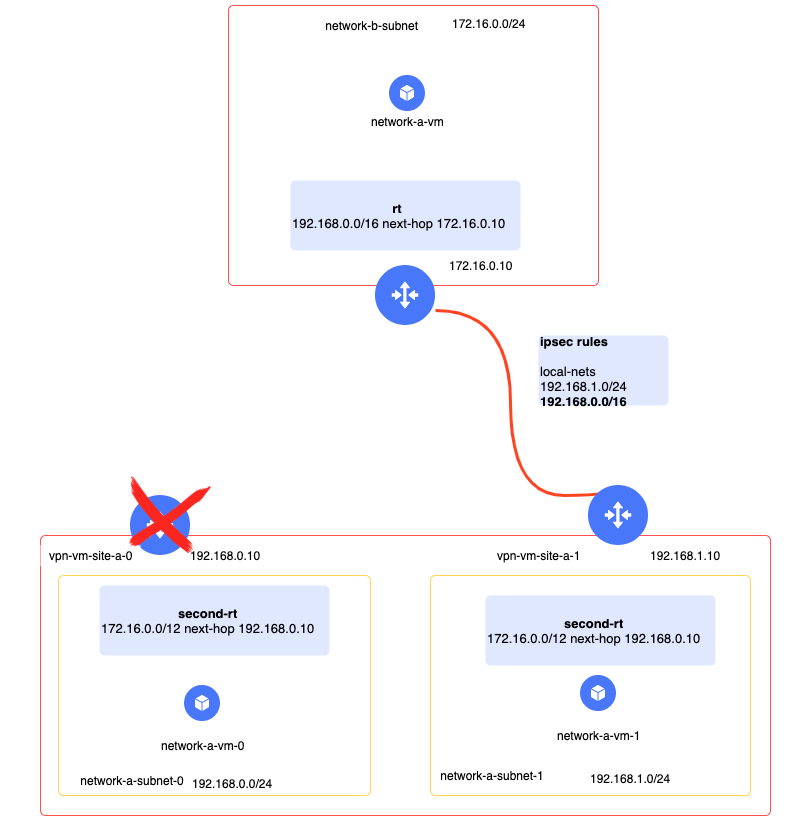 network-b-subnet 172.16.0.0/24
network-a-vm
rt
192.168.0.0/16 next-hop 172.16.0.10
172.16.0.10
ipsec rules
local-nets
192.168.1.0/24
192.168.0.0/16
vpn-vm-site-a-0 192.168.0.10
vpn-vm-site-a-1 192.168.1.10
second-rt
172.16.0.0/12 next-hop 192.168.0.10
network-a-vm-0
network-a-subnet-0 192.168.0.0/24
second-rt
172.16.0.0/12 next-hop 192.168.0.10
network-a-vm-1
network-a-subnet-1 192.168.1.0/24